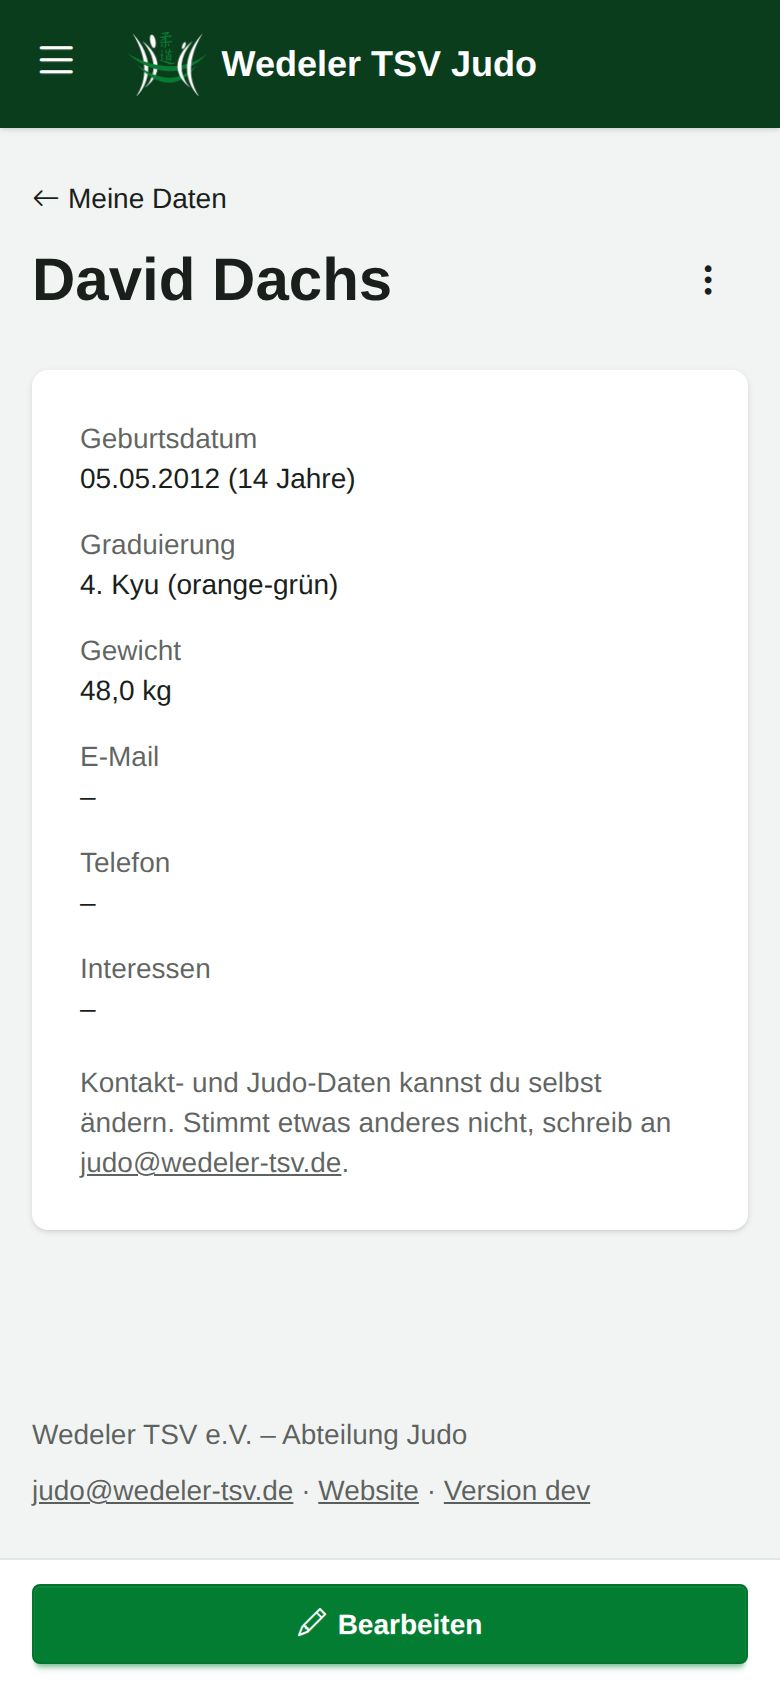 柔道
Wedeler TSV Judo
← Meine Daten
David Dachs
Geburtsdatum
05.05.2012 (14 Jahre)
Graduierung
4. Kyu (orange-grün)
Gewicht
48,0 kg
E-Mail
–
Telefon
–
Interessen
–
Kontakt- und Judo-Daten kannst du selbst
ändern. Stimmt etwas anderes nicht, schreib an
judo@wedeler-tsv.de.
Wedeler TSV e.V. – Abteilung Judo
judo@wedeler-tsv.de · Website · Version dev
Bearbeiten